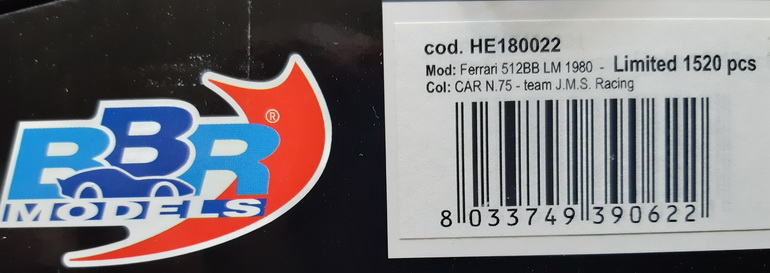 BBR®
MODELS
cod. HE180022
Mod: Ferrari 512BB LM 1980 - Limited 1520 pcs
Col: CAR N.75 - team J.M.S. Racing
8 033749 390622